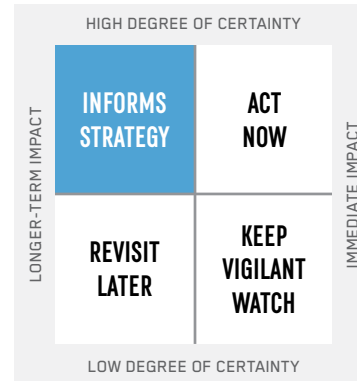 HIGH DEGREE OF CERTAINTY
LONGER-TERM IMPACT
INFORMS
STRATEGY
ACT
NOW
IMMEDIATE IMPACT
REVISIT
LATER
KEEP
VIGILANT
WATCH
LOW DEGREE OF CERTAINTY